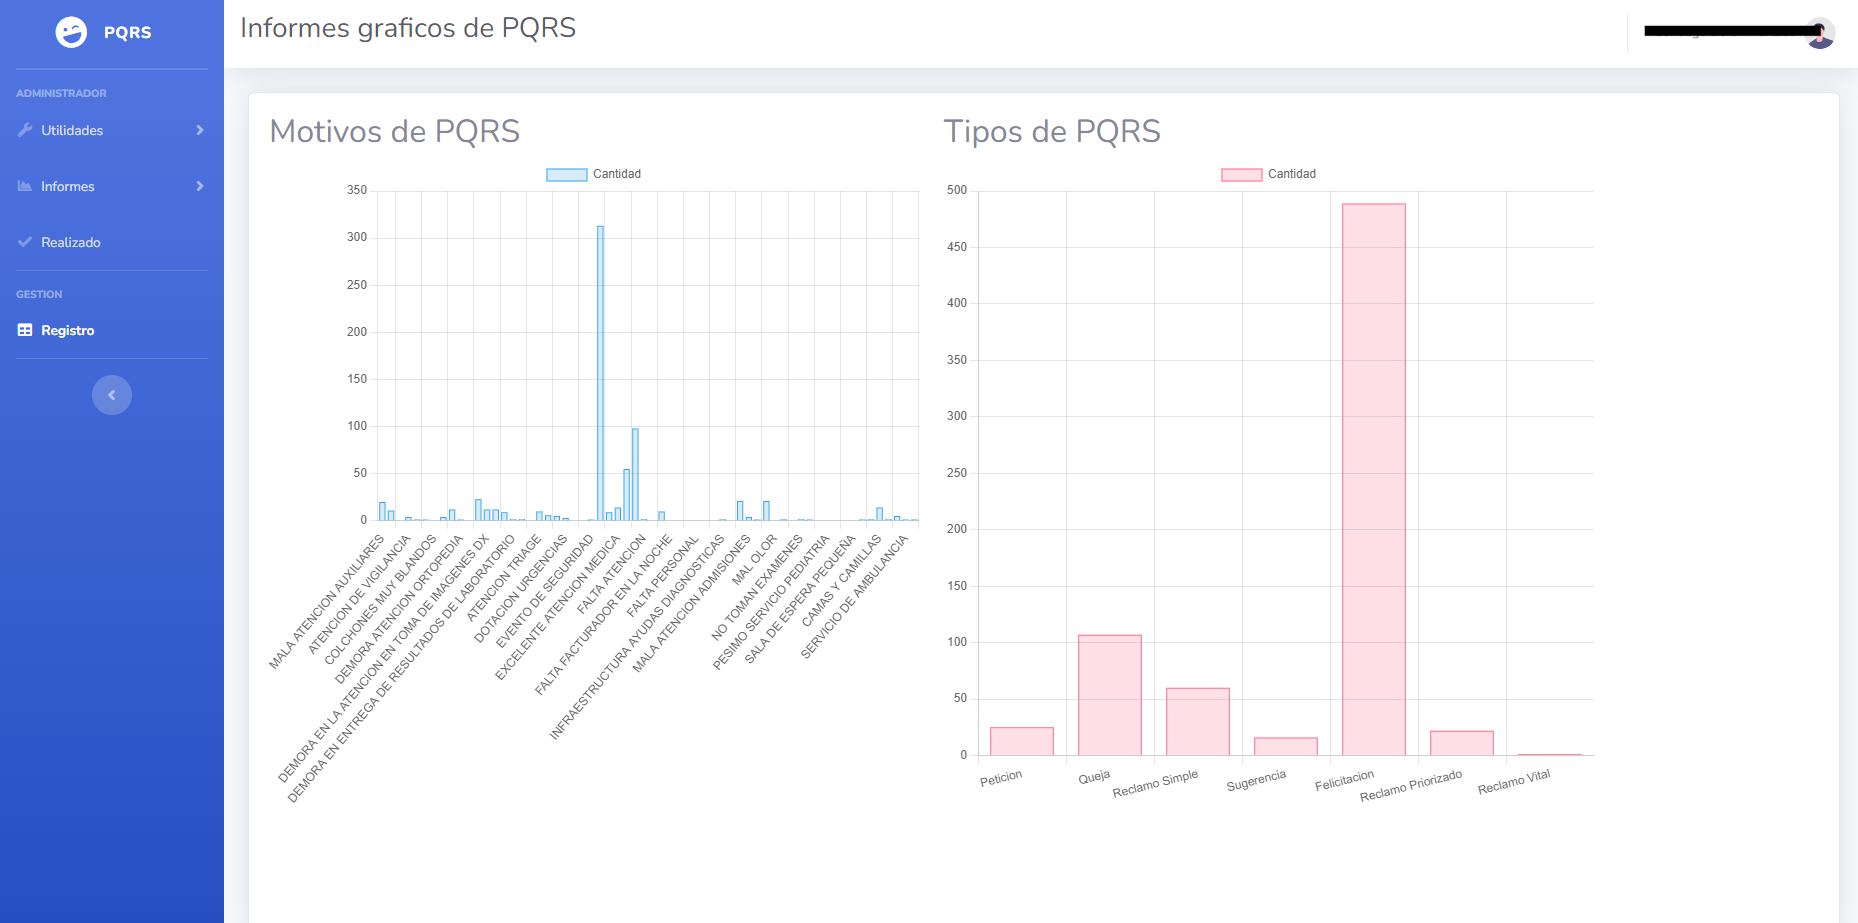 PQRS
Informes graficos de PQRS
ADMINISTRADOR
Utilidades
Informes
Realizado
GESTION
Registro
Motivos de PQRS
Cantidad
350
300
250
200
150
100
50
0
MALA ATENCION AUXILIARES
ATENCION DE VIGILANCIA
COLCHONES MUY BLANDOS
DEMORA ATENCION ORTOPEDIA
DEMORA EN LA ATENCION EN TOMA DE IMAGENES DX
DEMORA EN ENTREGA DE RESULTADOS DE LABORATORIO
ATENCION TRIAGE
DOTACION URGENCIAS
EVENTO DE SEGURIDAD
EXCELENTE ATENCION MEDICA
FALTA ATENCION
FALTA FACTURADOR EN LA NOCHE
FALTA PERSONAL
INFRAESTRUCTURA AYUDAS DIAGNOSTICAS
MALA ATENCION ADMISIONES
MAL OLOR
NO TOMAN EXAMENES
PESIMO SERVICIO PEDIATRIA
SALA DE ESPERA PEQUEÑA
CAMAS Y CAMILLAS
SERVICIO DE AMBULANCIA
Tipos de PQRS
Cantidad
500
450
400
350
300
250
200
150
100
50
0
Peticion
Queja
Reclamo Simple
Sugerencia
Felicitacion
Reclamo Priorizado
Reclamo Vital